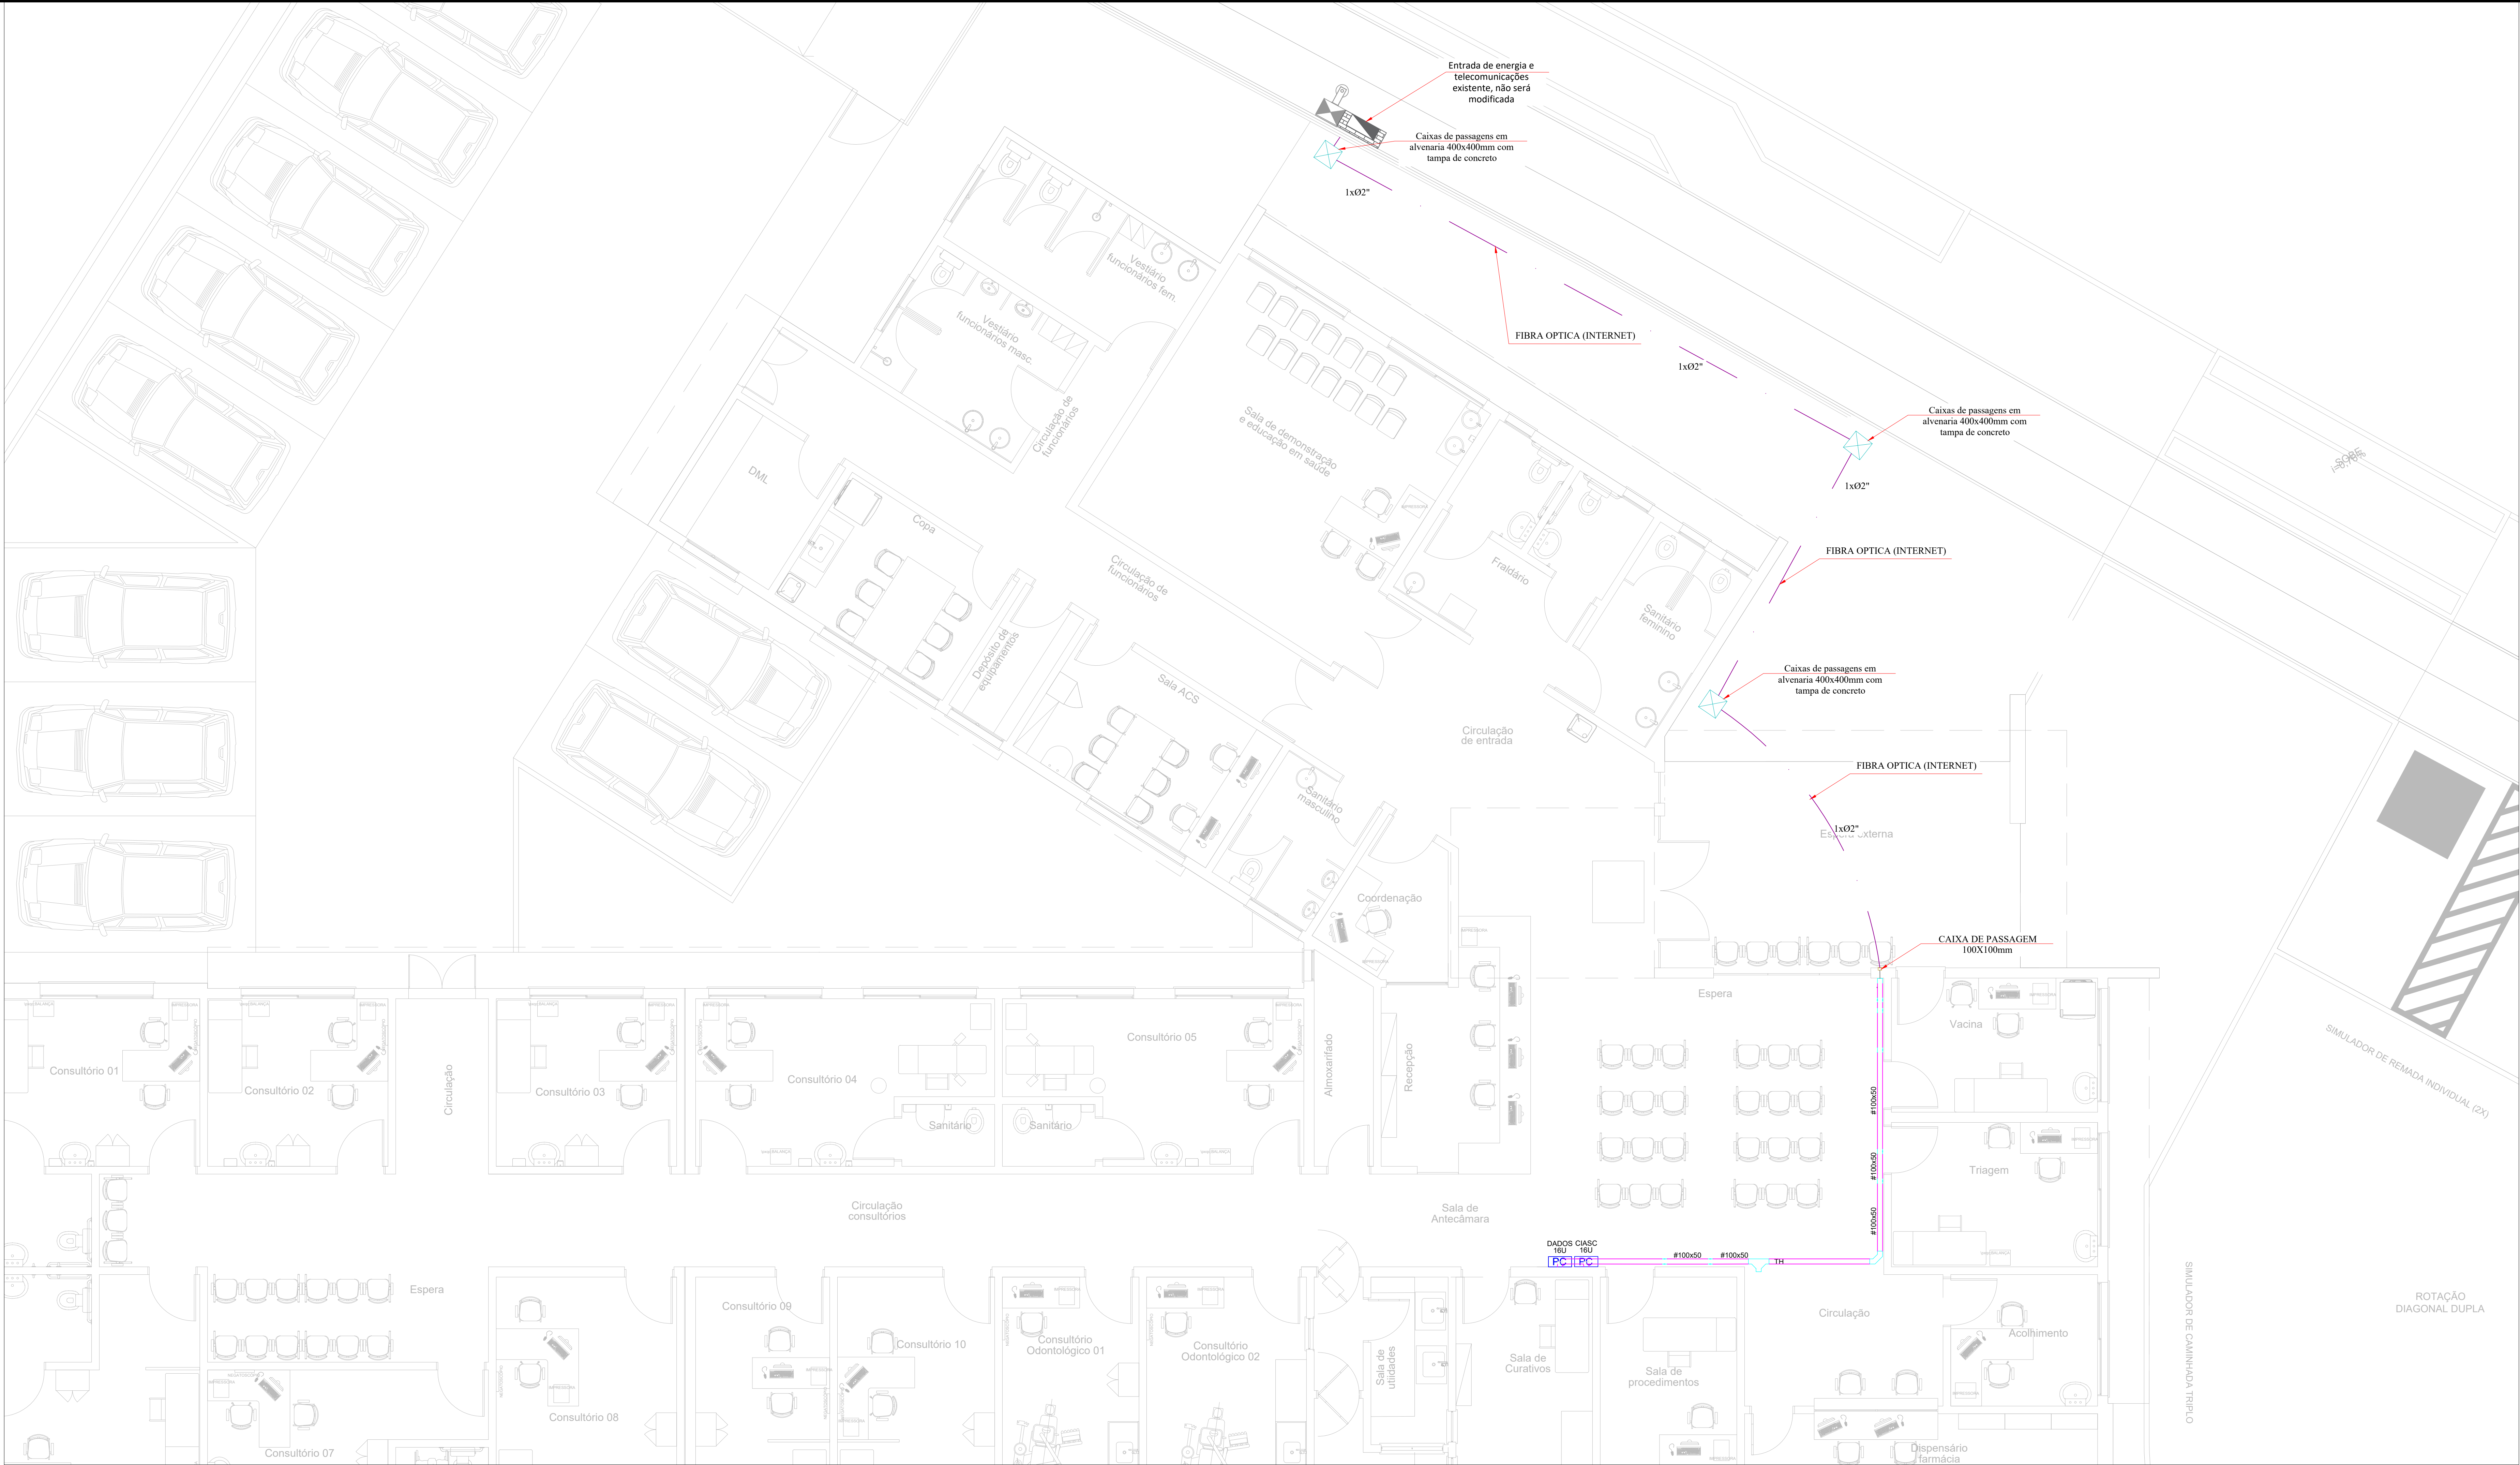 Entrada de energia e
telecomunicações
existente, não será
modificada
Caixas de passagens em
alvenaria 400x400mm com
tampa de concreto
1xØ2"
FIBRA OPTICA (INTERNET)
1xØ2"
Caixas de passagens em
alvenaria 400x400mm com
tampa de concreto
1xØ2"
FIBRA OPTICA (INTERNET)
Caixas de passagens em
alvenaria 400x400mm com
tampa de concreto
FIBRA OPTICA (INTERNET)
1xØ2"
Espera externa
CAIXA DE PASSAGEM
100X100mm
Vestiário
funcionários fem.
Vestiário
funcionários masc.
Circulação de
funcionários
Sala de demonstração
e educação em saúde
IMPRESSORA
DML
Copa
Circulação de
funcionários
Fraldário
Sanitário
feminino
Depósito de
equipamentos
Sala ACS
Sanitário
masculino
Circulação
de entrada
Coordenação
IMPRESSORA
IMPRESSORA
SOBE
Consultório 01
Consultório 02
Circulação
Consultório 03
Consultório 04
Consultório 05
Sanitário
Sanitário
Almoxarifado
Recepção
Espera
Vacina
IMPRESSORA
Triagem
IMPRESSORA
#100x50
#100x50
#100x50
Circulação
consultórios
Sala de
Antecâmara
DADOS
16U
PC
CIASC
16U
PC
#100x50
#100x50
TH
Espera
Consultório 07
Consultório 08
Consultório 09
Consultório 10
Consultório
Odontológico 01
Consultório
Odontológico 02
Sala de
utilidades
Sala de
Curativos
Sala de
procedimentos
Circulação
Acolhimento
Dispensário
farmácia
SIMULADOR DE REMADA INDIVIDUAL (2X)
SIMULADOR DE CAMINHADA TRIPLO
ROTAÇÃO
DIAGONAL DUPLA